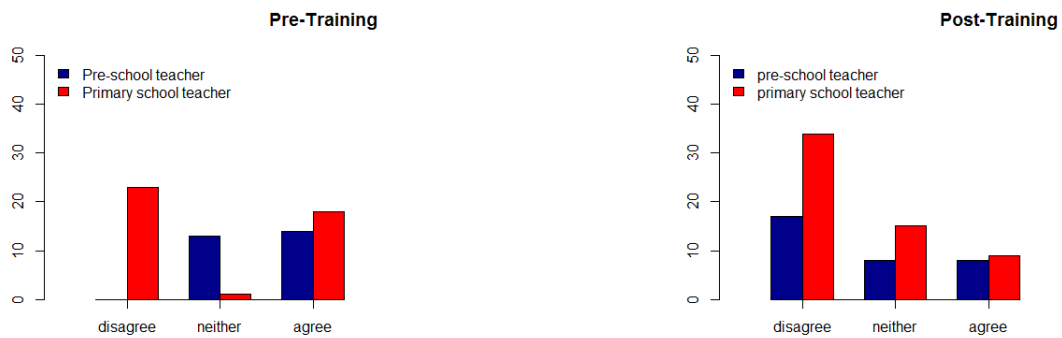 Pre-Training
50
40
30
20
10
0
Pre-school teacher
Primary school teacher
disagree neither agree
Post-Training
50
40
30
20
10
0
pre-school teacher
primary school teacher
disagree neither agree